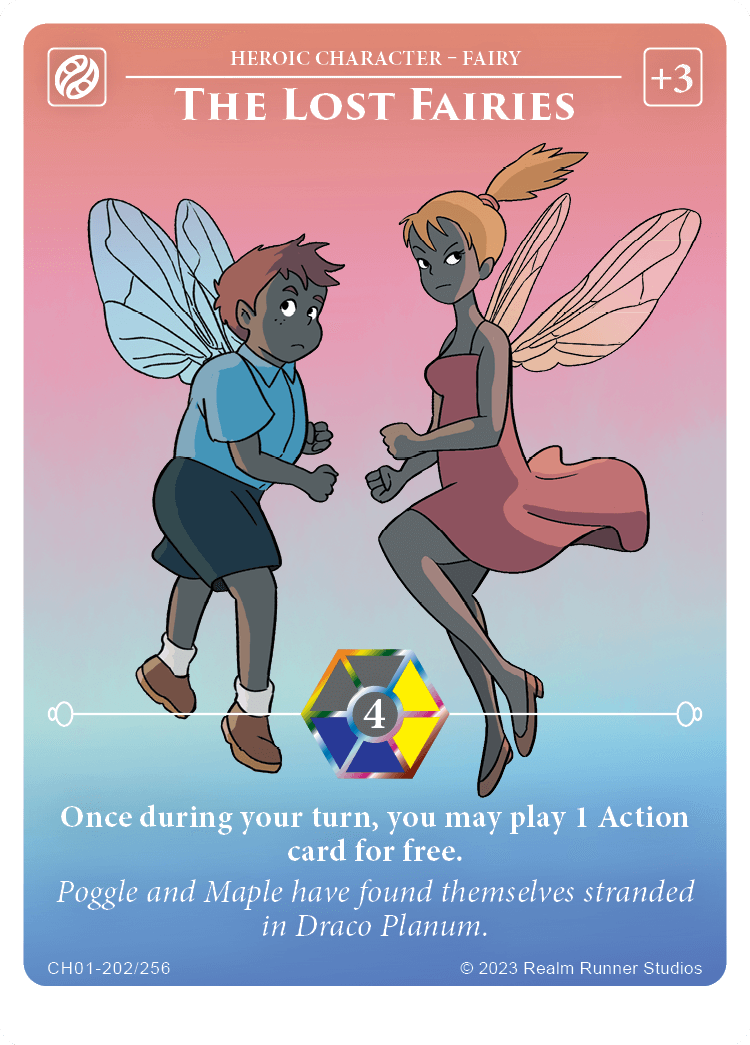 HEROIC CHARACTER – FAIRY
+3
THE LOST FAIRIES
4
Once during your turn, you may play 1 Action
card for free.
Poggle and Maple have found themselves stranded
in Draco Planum.
CH01-202/256
© 2023 Realm Runner Studios